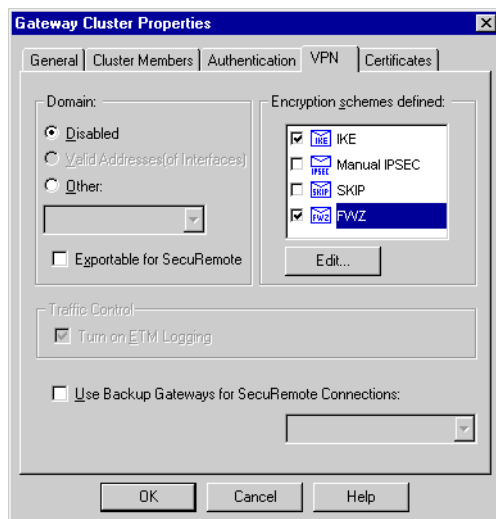 Gateway Cluster Properties
General
Cluster Members
Authentication
VPN
Certificates
Domain:
Disabled
Valid Addresses(of Interfaces)
Other:
Exportable for SecuRemote
Encryption schemes defined:
IKE IKE
IPSEC Manual IPSEC
SKIP SKIP
FWZ FWZ
Edit...
Traffic Control
Turn on ETM Logging
Use Backup Gateways for SecuRemote Connections:
OK
Cancel
Help